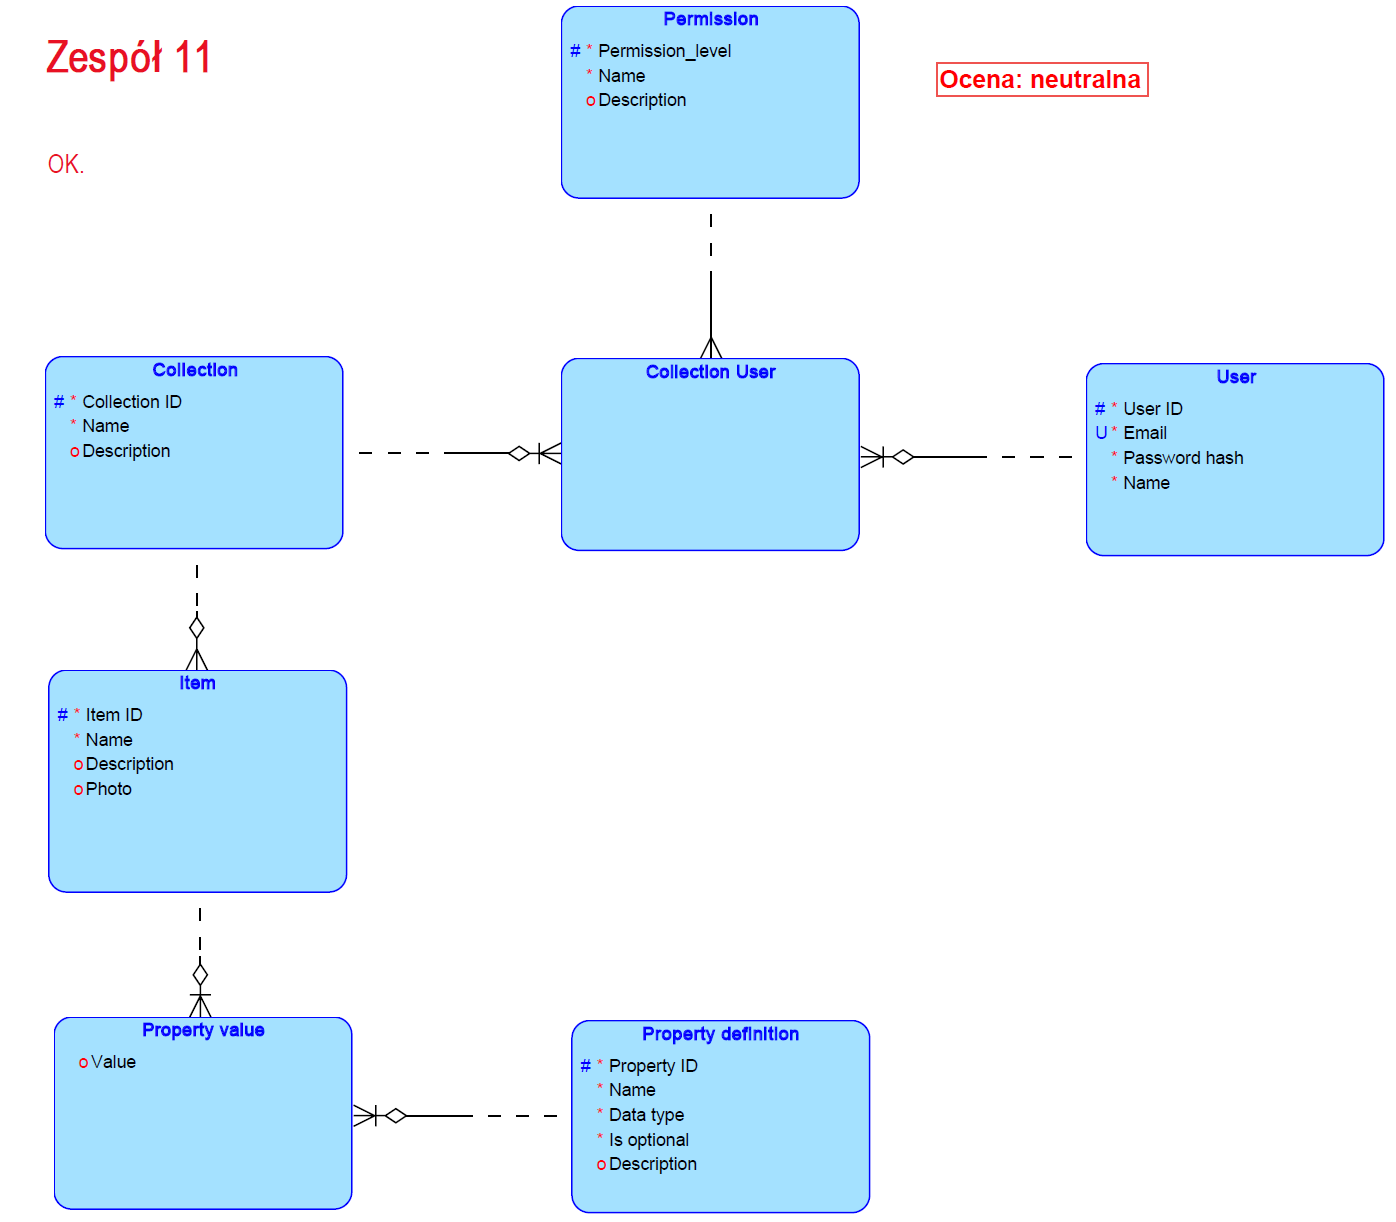 Zespół 11
OK.
Ocena: neutralna
Permission
# * Permission_level
* Name
o Description
Collection
# * Collection ID
* Name
o Description
Collection User
User
# * User ID
U * Email
* Password hash
* Name
Item
# * Item ID
* Name
o Description
o Photo
Property value
o Value
Property definition
# * Property ID
* Name
* Data type
* Is optional
o Description